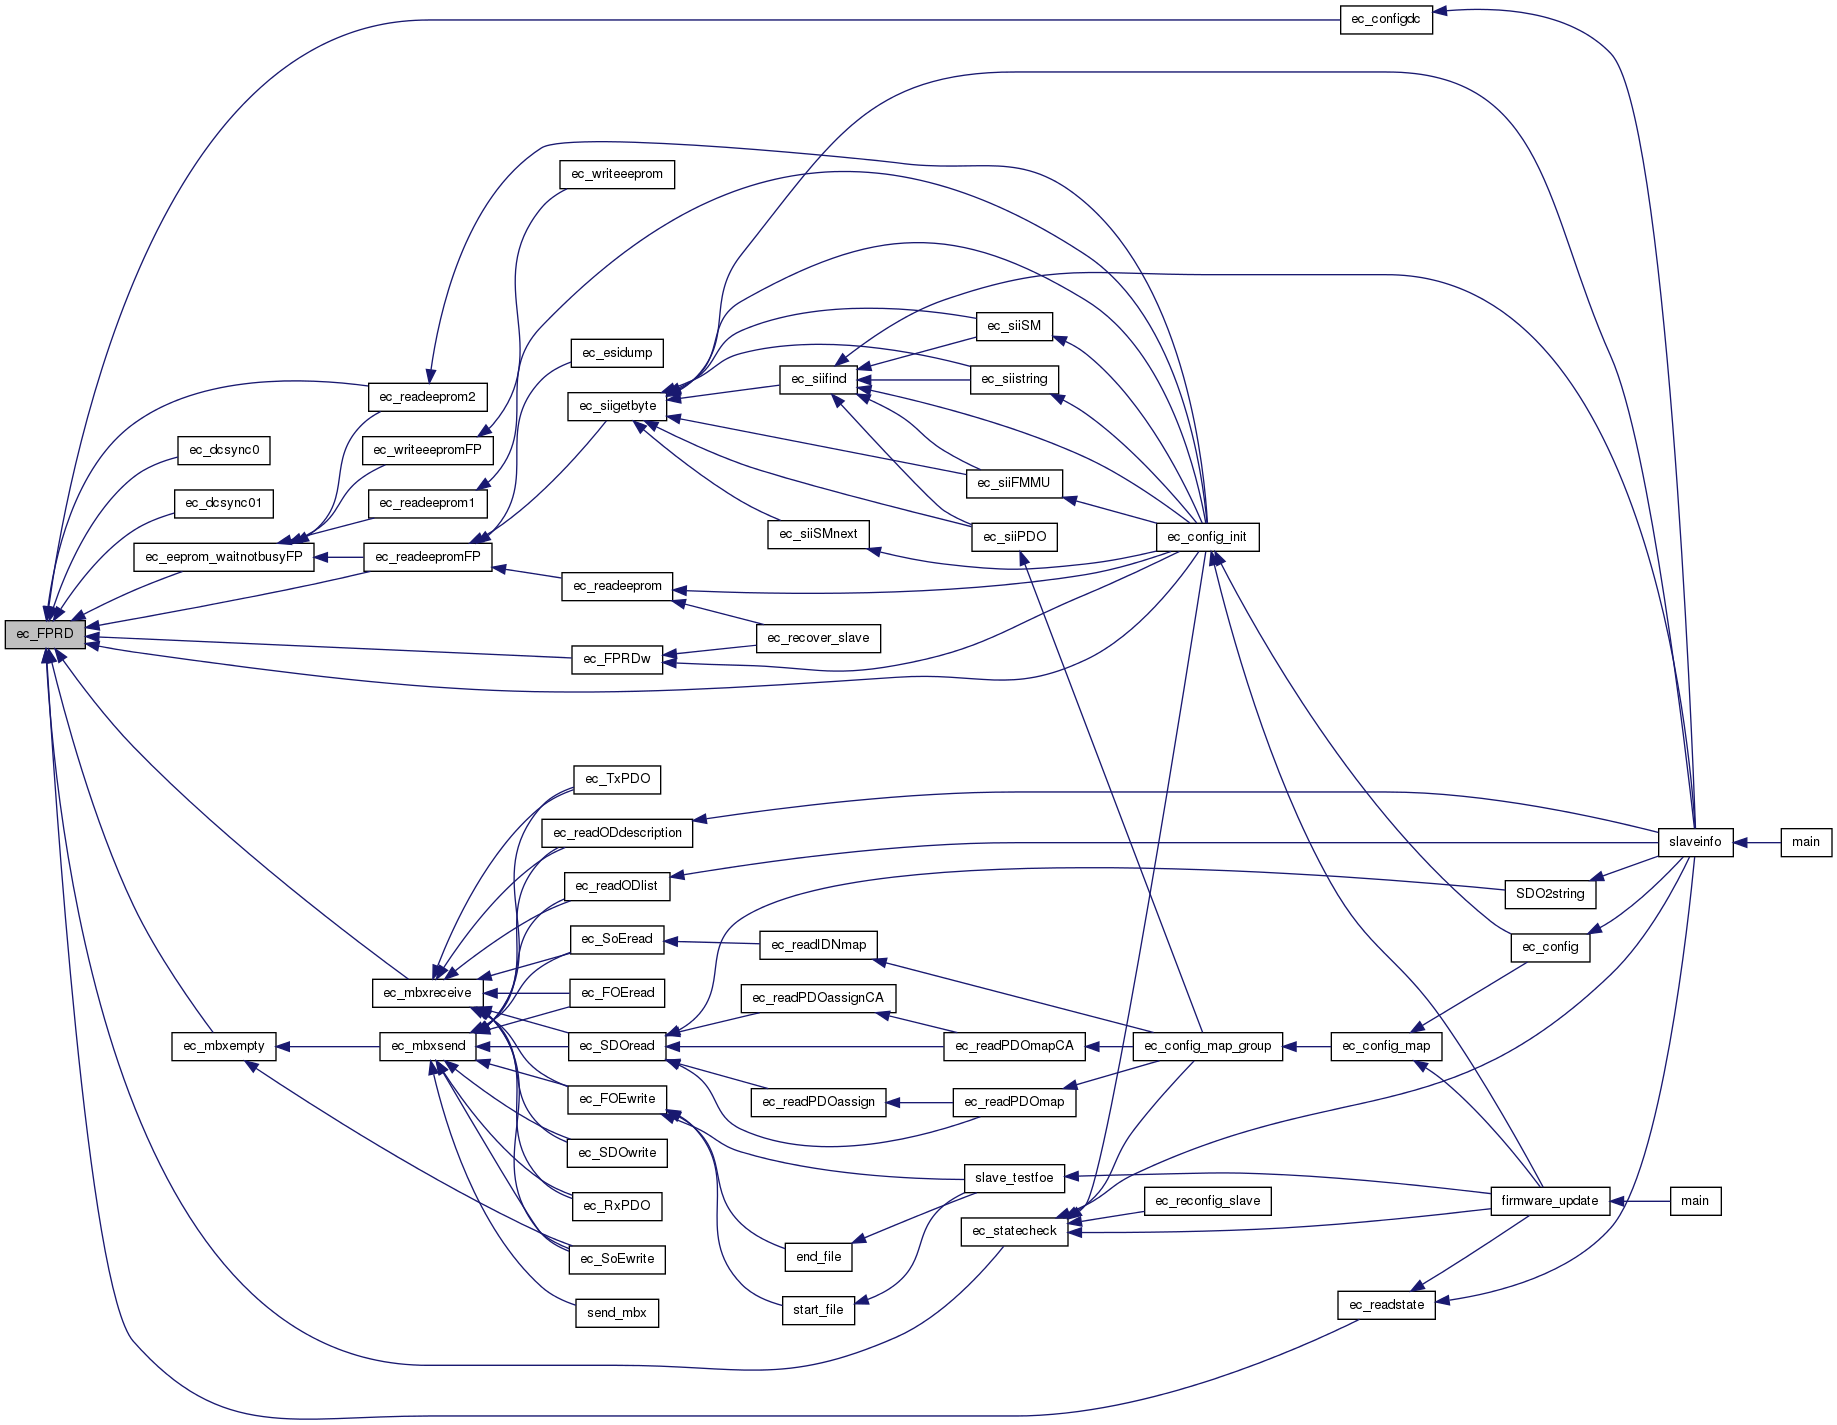 ec_configdc
ec_writeeeprom
ec_siiSM
ec_esidump
ec_siifind
ec_siistring
ec_readeeprom2
ec_siigetbyte
ec_dcsync0
ec_writeeepromFP
ec_siiFMMU
ec_dcsync01
ec_readeeprom1
ec_siiSMnext
ec_siiPDO
ec_config_init
ec_eeprom_waitnotbusyFP
ec_readeepromFP
ec_readeeprom
ec_FPRD
ec_recover_slave
ec_FPRDw
ec_TxPDO
ec_readODdescription
slaveinfo
main
ec_readODlist
SDO2string
ec_SoEread
ec_readIDNmap
ec_config
ec_mbxreceive
ec_FOEread
ec_readPDOassignCA
ec_mbxempty
ec_mbxsend
ec_SDOread
ec_readPDOmapCA
ec_config_map_group
ec_config_map
ec_FOEwrite
ec_readPDOassign
ec_readPDOmap
ec_SDOwrite
slave_testfoe
ec_RxPDO
ec_reconfig_slave
firmware_update
main
ec_statecheck
ec_SoEwrite
end_file
send_mbx
start_file
ec_readstate